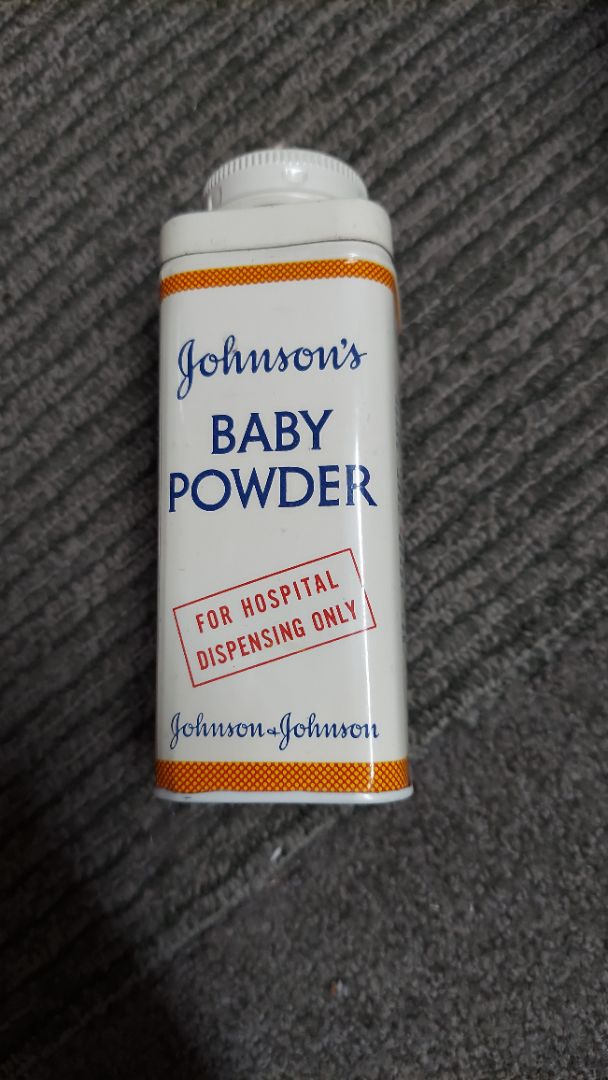 Johnson's
BABY
POWDER
FOR HOSPITAL
DISPENSING ONLY
Johnson & Johnson